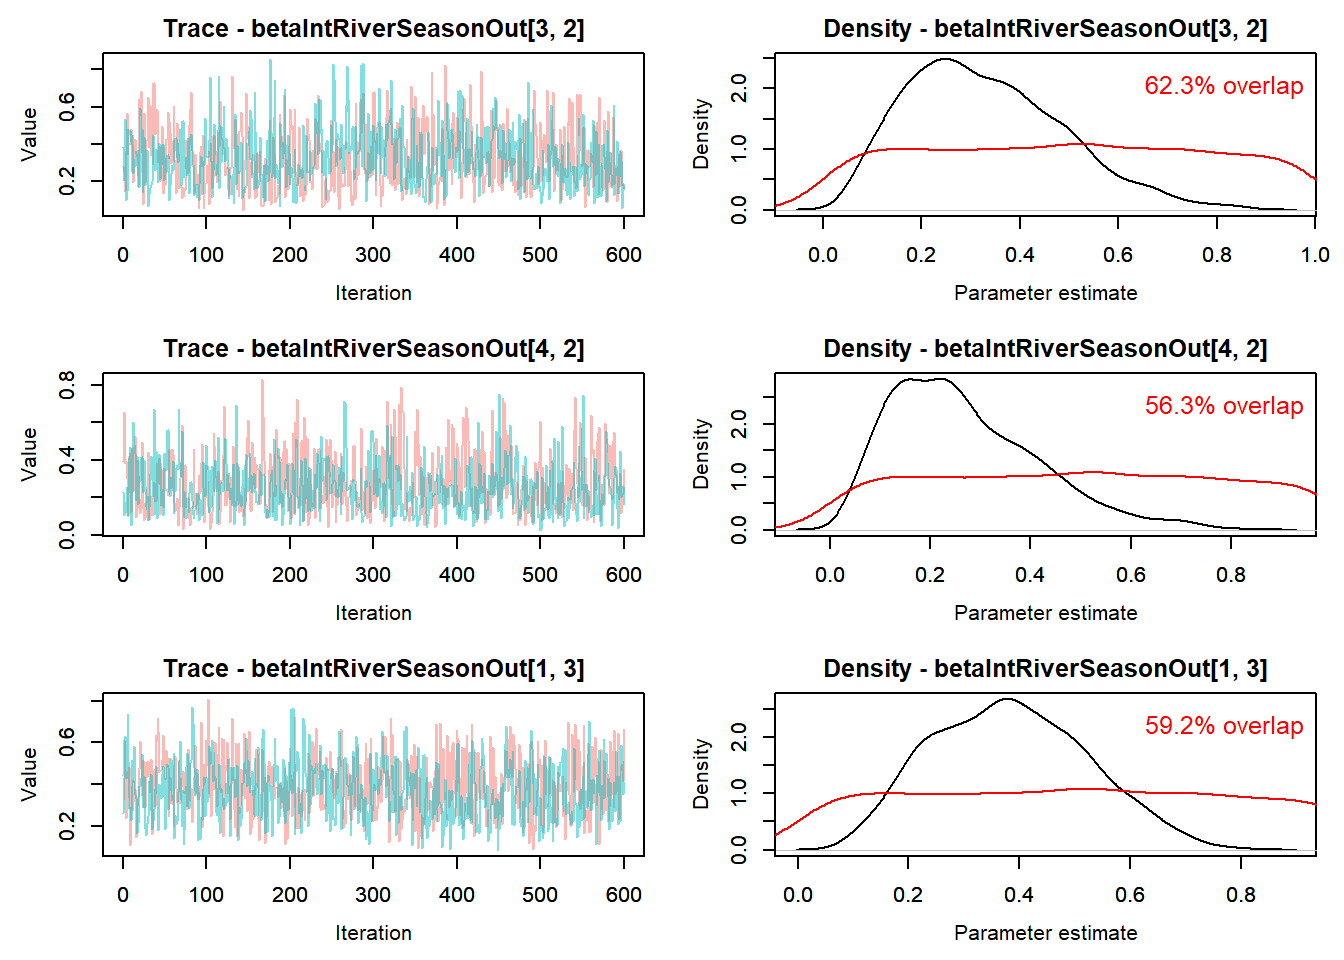 Trace - betaIntRiverSeasonOut[3, 2]
Value
0.2
0.6
0 100 200 300 400 500 600
Iteration
Density - betaIntRiverSeasonOut[3, 2]
Density
0.0
1.0
2.0
62.3% overlap
0.0 0.2 0.4 0.6 0.8 1.0
Parameter estimate
Trace - betaIntRiverSeasonOut[4, 2]
Value
0.0
0.4
0.8
0 100 200 300 400 500 600
Iteration
Density - betaIntRiverSeasonOut[4, 2]
Density
0.0
1.0
2.0
56.3% overlap
0.0 0.2 0.4 0.6 0.8
Parameter estimate
Trace - betaIntRiverSeasonOut[1, 3]
Value
0.2
0.6
0 100 200 300 400 500 600
Iteration
Density - betaIntRiverSeasonOut[1, 3]
Density
0.0
1.0
2.0
59.2% overlap
0.0 0.2 0.4 0.6 0.8
Parameter estimate